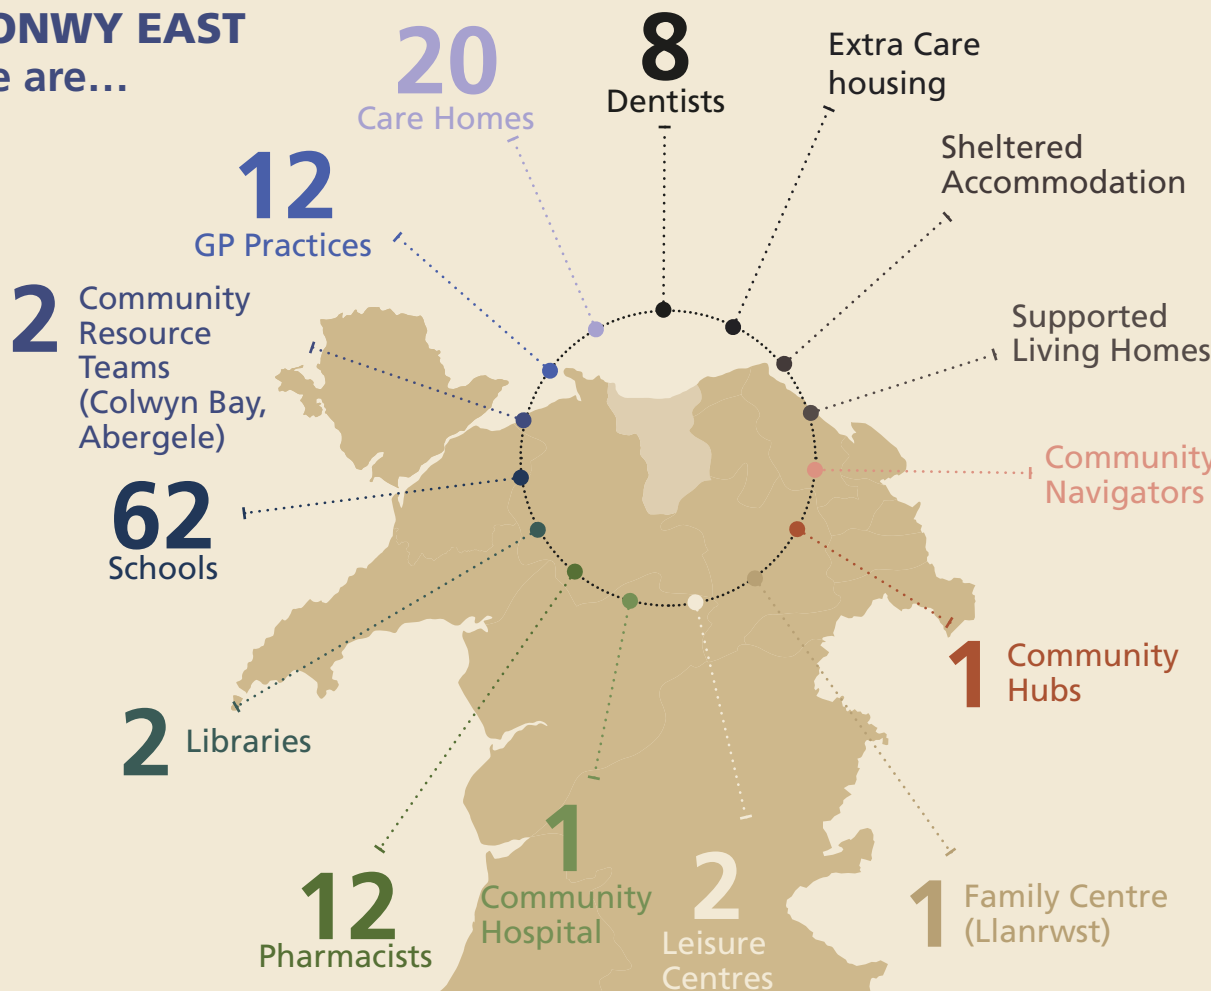 ONWY EAST
e are...
20
Care Homes
8
Dentists
Extra Care
housing
Sheltered
Accommodation
12
GP Practices
2
Community
Resource
Teams
(Colwyn Bay,
Abergele)
Supported
Living Homes
Community
Navigators
62
Schools
1
Community
Hubs
2
Libraries
12
Pharmacists
1
Community
Hospital
2
Leisure
Centres
1
Family Centre
(Llanrwst)